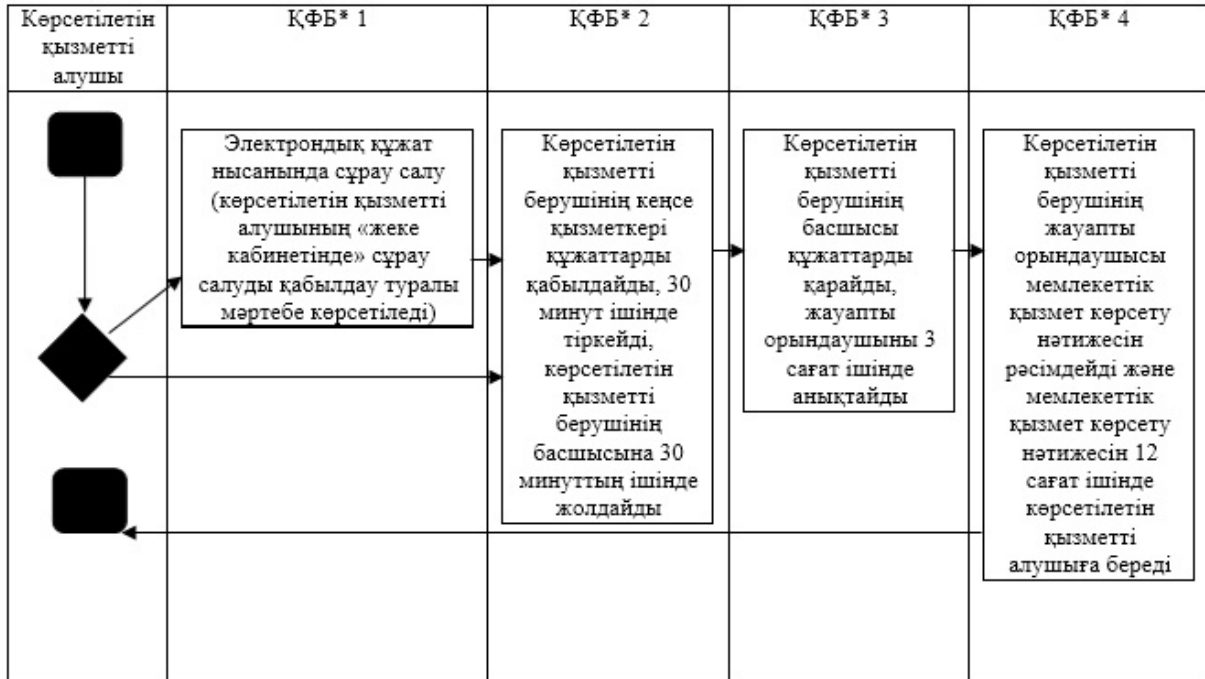 Көрсетілетін
қызметті
алушы
ҚФБ* 1
ҚФБ* 2
ҚФБ* 3
ҚФБ* 4
Электрондық құжат
нысанында сұрау салу
(көрсетілетін қызметті
алушының «жеке
кабинетінде» сұрау
салуды қабылдау туралы
мәртебе көрсетіледі)
Көрсетілетін
қызметті
берушінің кеңсе
қызметкері
құжаттарды
қабылдайды, 30
минут ішінде
тіркейді,
көрсетілетін
қызметті
берушінің
басшысына 30
минуттың ішінде
жолдайды
Көрсетілетін
қызметті
берушінің
басшысы
құжаттарды
қарайды,
жауапты
орындаушыны 3
сағат ішінде
анықтайды
Көрсетілетін
қызметті
берушінің
жауапты
орындаушысы
мемлекеттік
қызмет көрсету
нәтижесін
рәсімдейді және
мемлекеттік
қызмет көрсету
нәтижесін 12
сағат ішінде
көрсетілетін
қызметті
алушыға береді